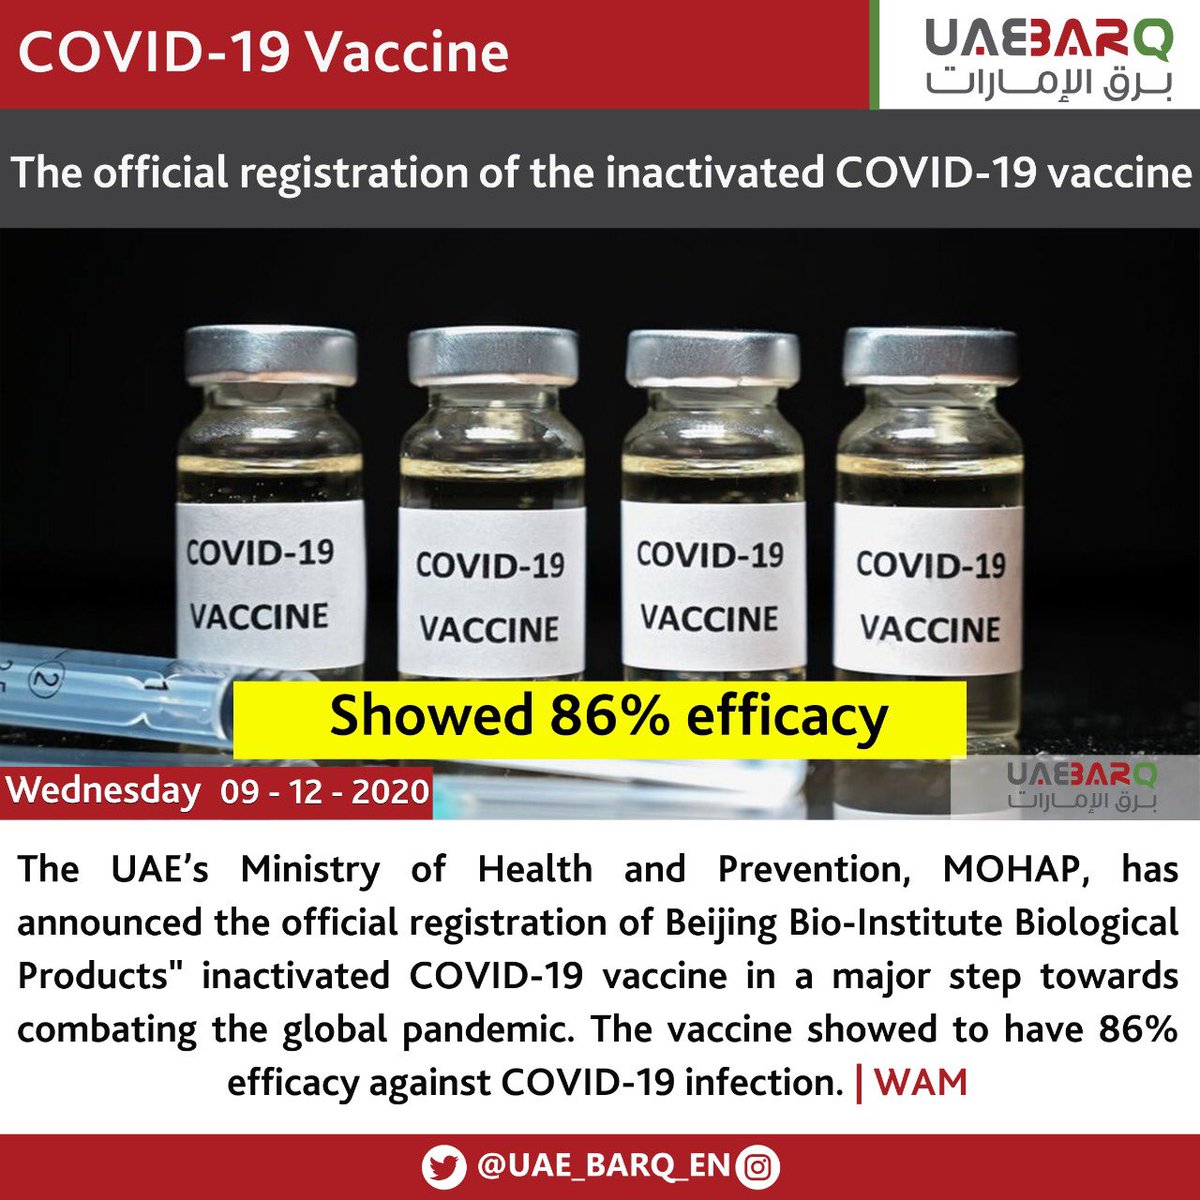 COVID-19 Vaccine
UAEBARQ
برق الإمارات
The official registration of the inactivated COVID-19 vaccine
COVID-19
VACCINE
COVID-19
VACCINE
COVID-19
VACCINE
COVID-19
VACCINE
2
1
Showed 86% efficacy
Wednesday 09 - 12 - 2020
UAEBARQ
برق الإمارات
The UAE’s Ministry of Health and Prevention, MOHAP, has
announced the official registration of Beijing Bio-Institute Biological
Products" inactivated COVID-19 vaccine in a major step towards
combating the global pandemic. The vaccine showed to have 86%
efficacy against COVID-19 infection. | WAM
@UAE_BARQ_EN